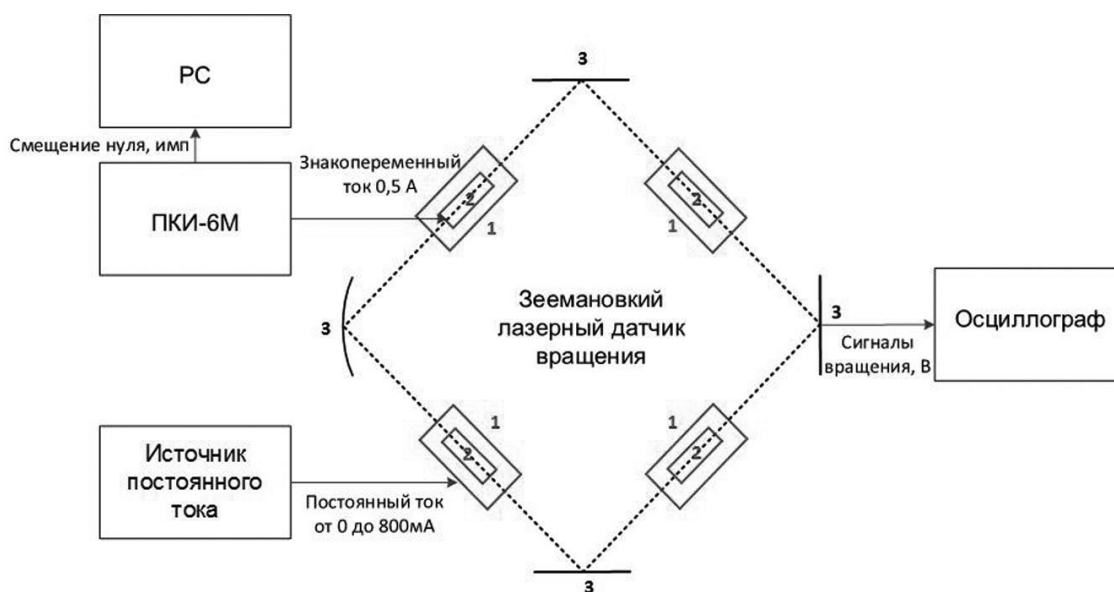 3
PC
Смещение нуля, имп
Знакопеременный
ток 0,5 А
ПКИ-6М
2
1
2
1
Зеемановкий
лазерный датчик
вращения
3
3
Осциллограф
Сигналы
вращения, В
Источник
постоянного
тока
Постоянный ток
от 0 до 800мА
1
2
1
2
3